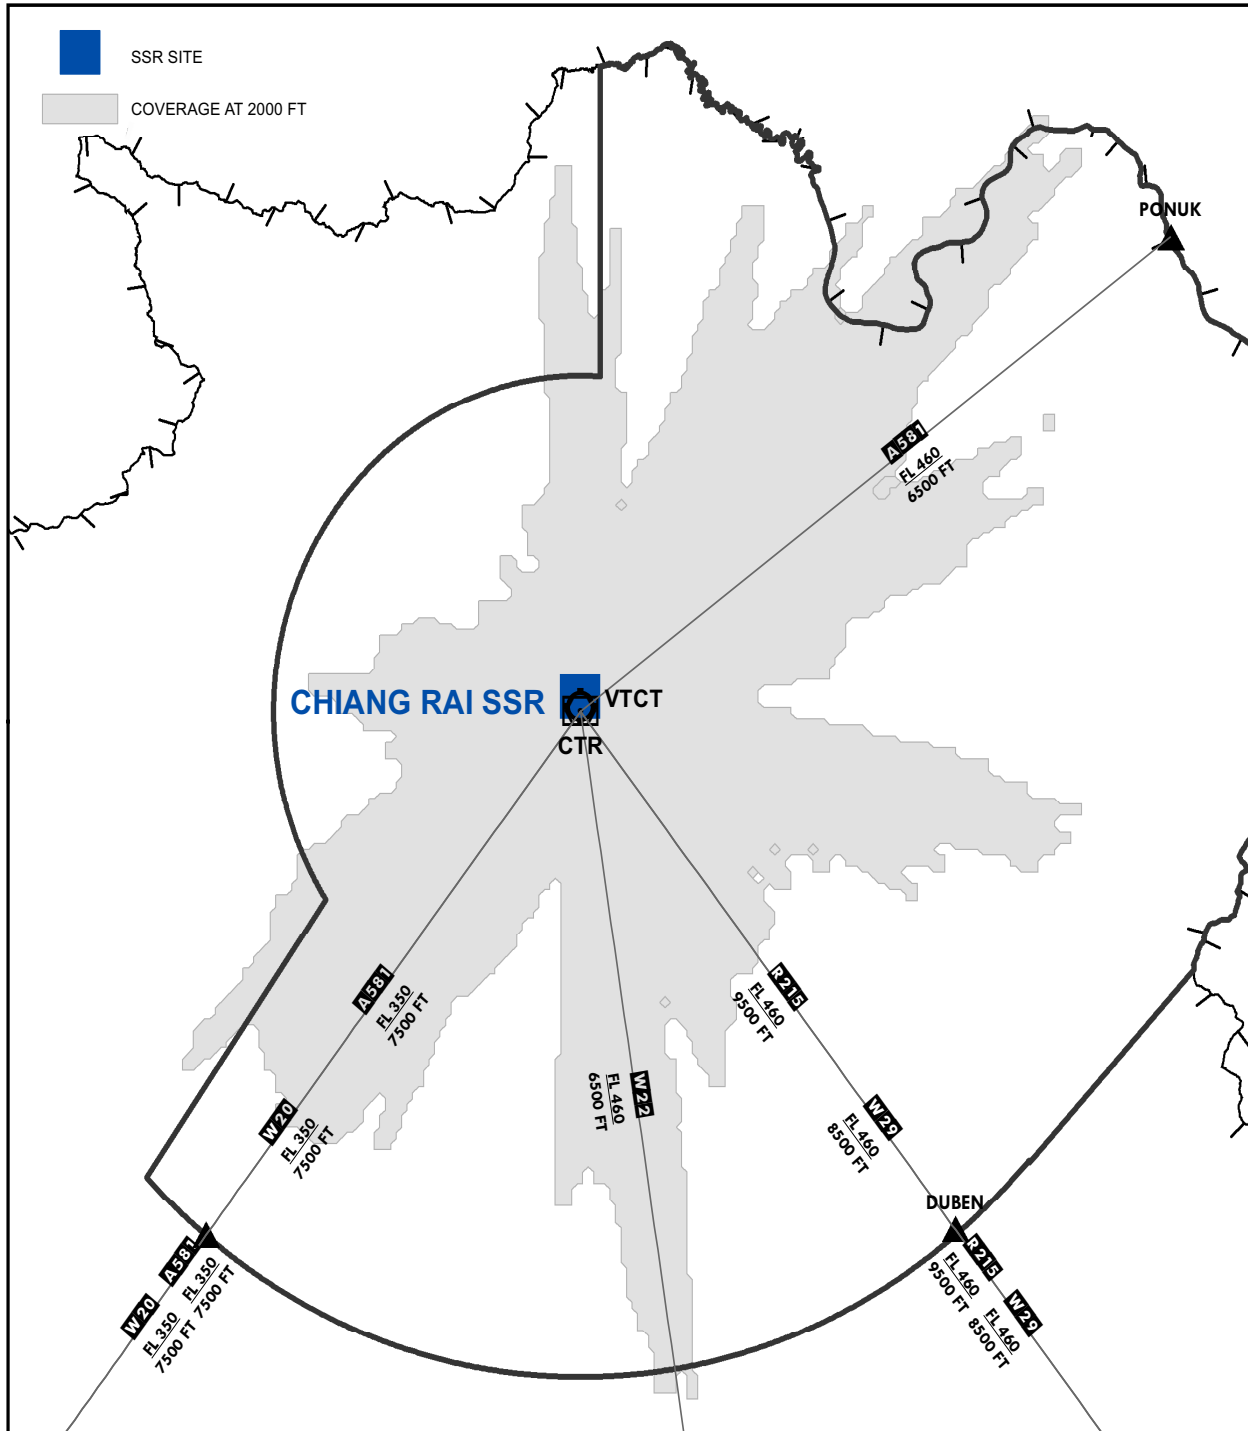 SSR SITE
COVERAGE AT 2000 FT
PONUK
A581
FL 460
6500 FT
CHIANG RAI SSR
VTCT
CTR
A581
FL 350
7500 FT
R215
FL 460
9500 FT
W22
FL 460
6500 FT
W20
FL 350
7500 FT
W29
FL 460
8500 FT
DUBEN
A581
FL 350
7500 FT
W20
FL 350
7500 FT
R215
FL 460
9500 FT
W29
FL 460
8500 FT